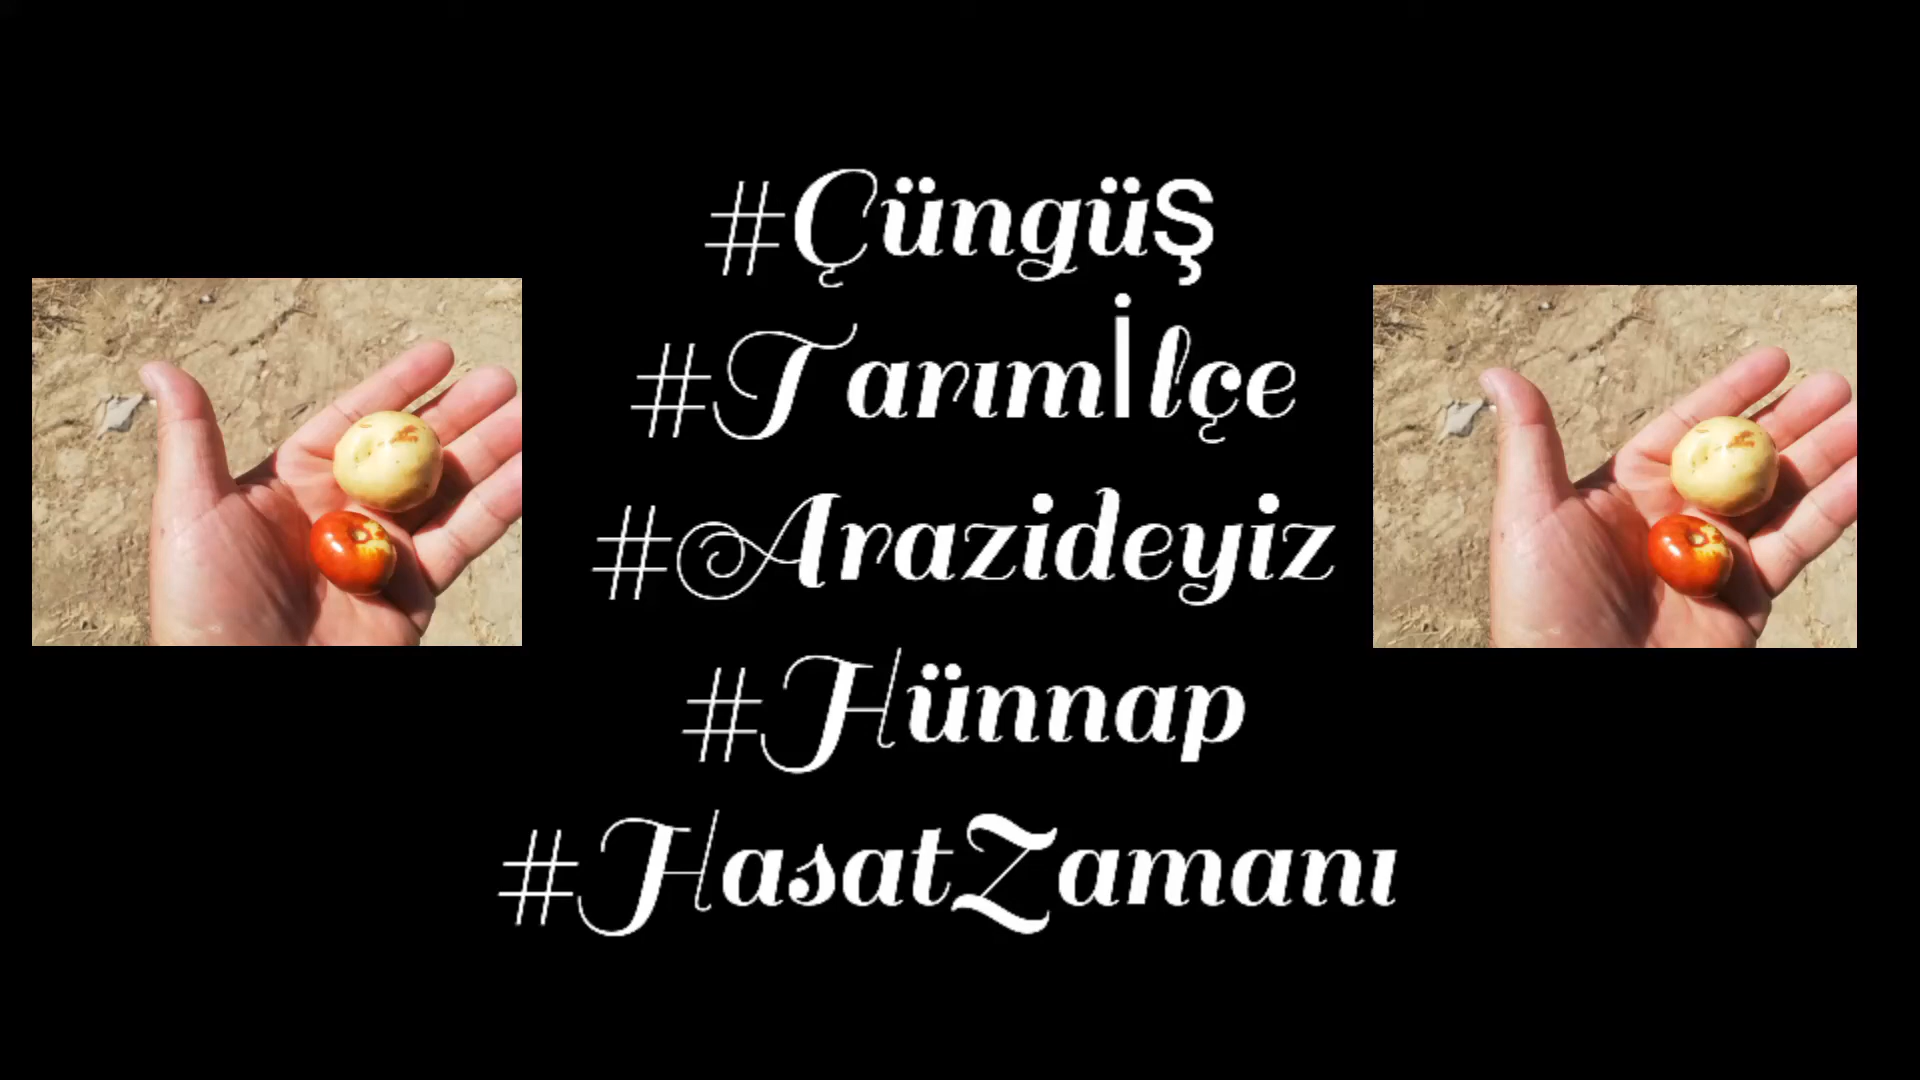 #Çüngüş
#Tarımİlçe
#Arazideyiz
#Hünnap
#HasatZamanı